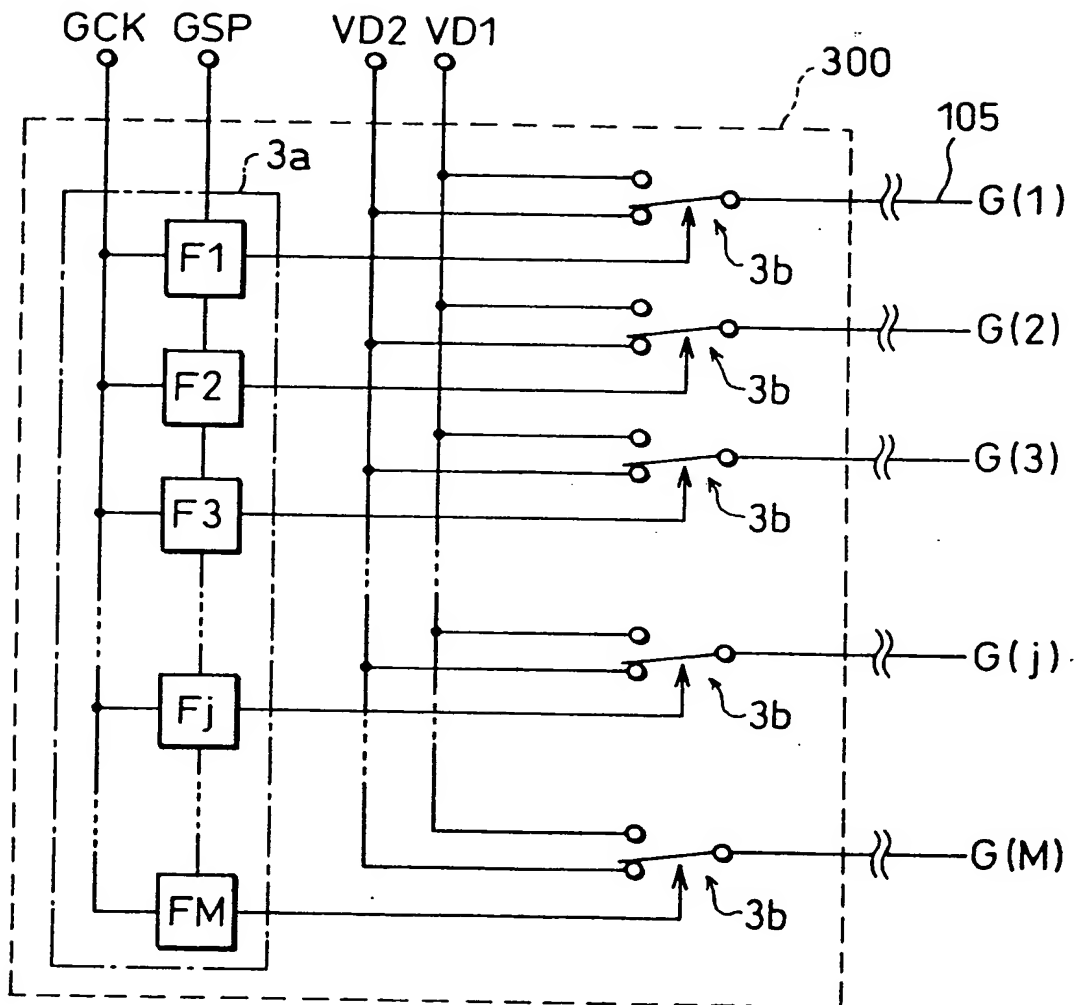 GCK GSP VD2 VD1
300
105
3a
G(1)
F1
3b
G(2)
F2
3b
G(3)
F3
3b
G(j)
Fj
3b
G(M)
FM
3b